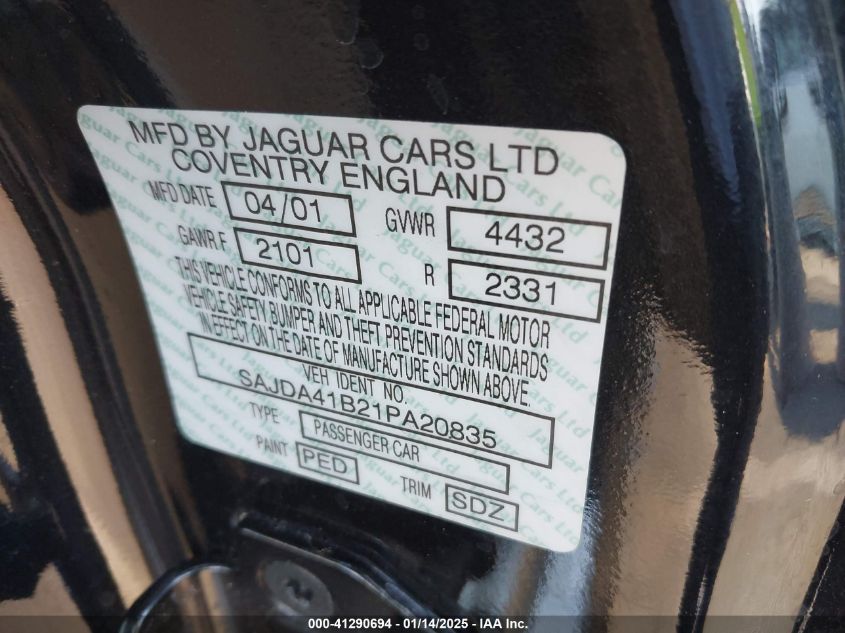 MFD BY JAGUAR CARS LTD
COVENTRY ENGLAND
MFD DATE 04/01 GVWR 4432
GAWR F 2101 R 2331
THIS VEHICLE CONFORMS TO ALL APPLICABLE FEDERAL MOTOR
VEHICLE SAFETY BUMPER AND THEFT PREVENTION STANDARDS
IN EFFECT ON THE DATE OF MANUFACTURE SHOWN ABOVE.
VEH IDENT NO.
SAJDA41B21PA20835
TYPE PASSENGER CAR
PAINT PED TRIM SDZ
000-41290694 - 01/14/2025 - IAA Inc.